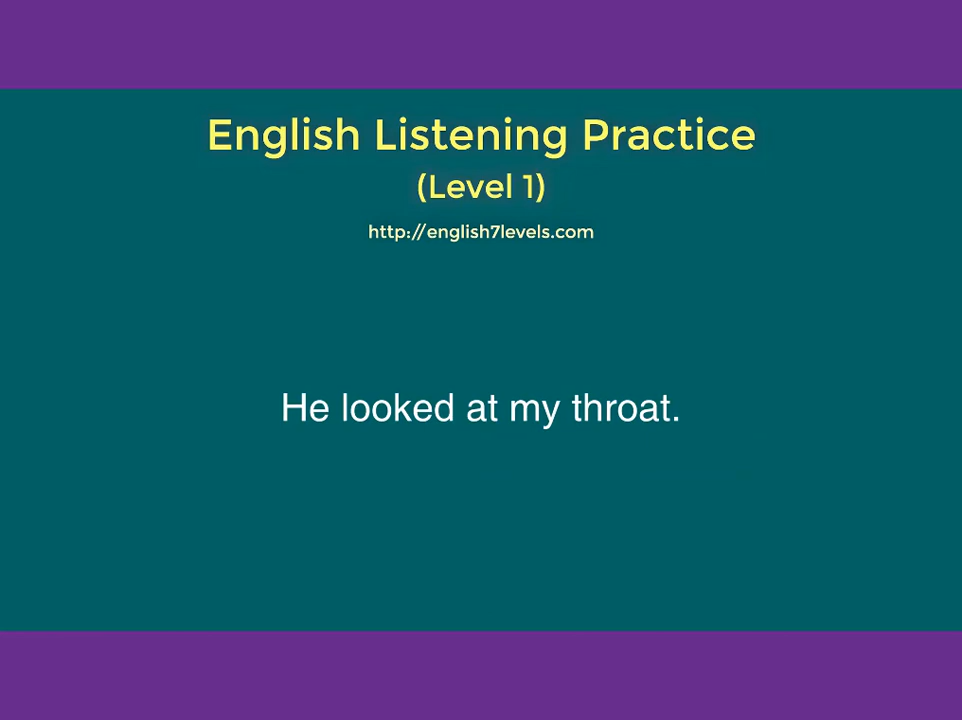 English Listening Practice
(Level 1)
http://english7levels.com
He looked at my throat.